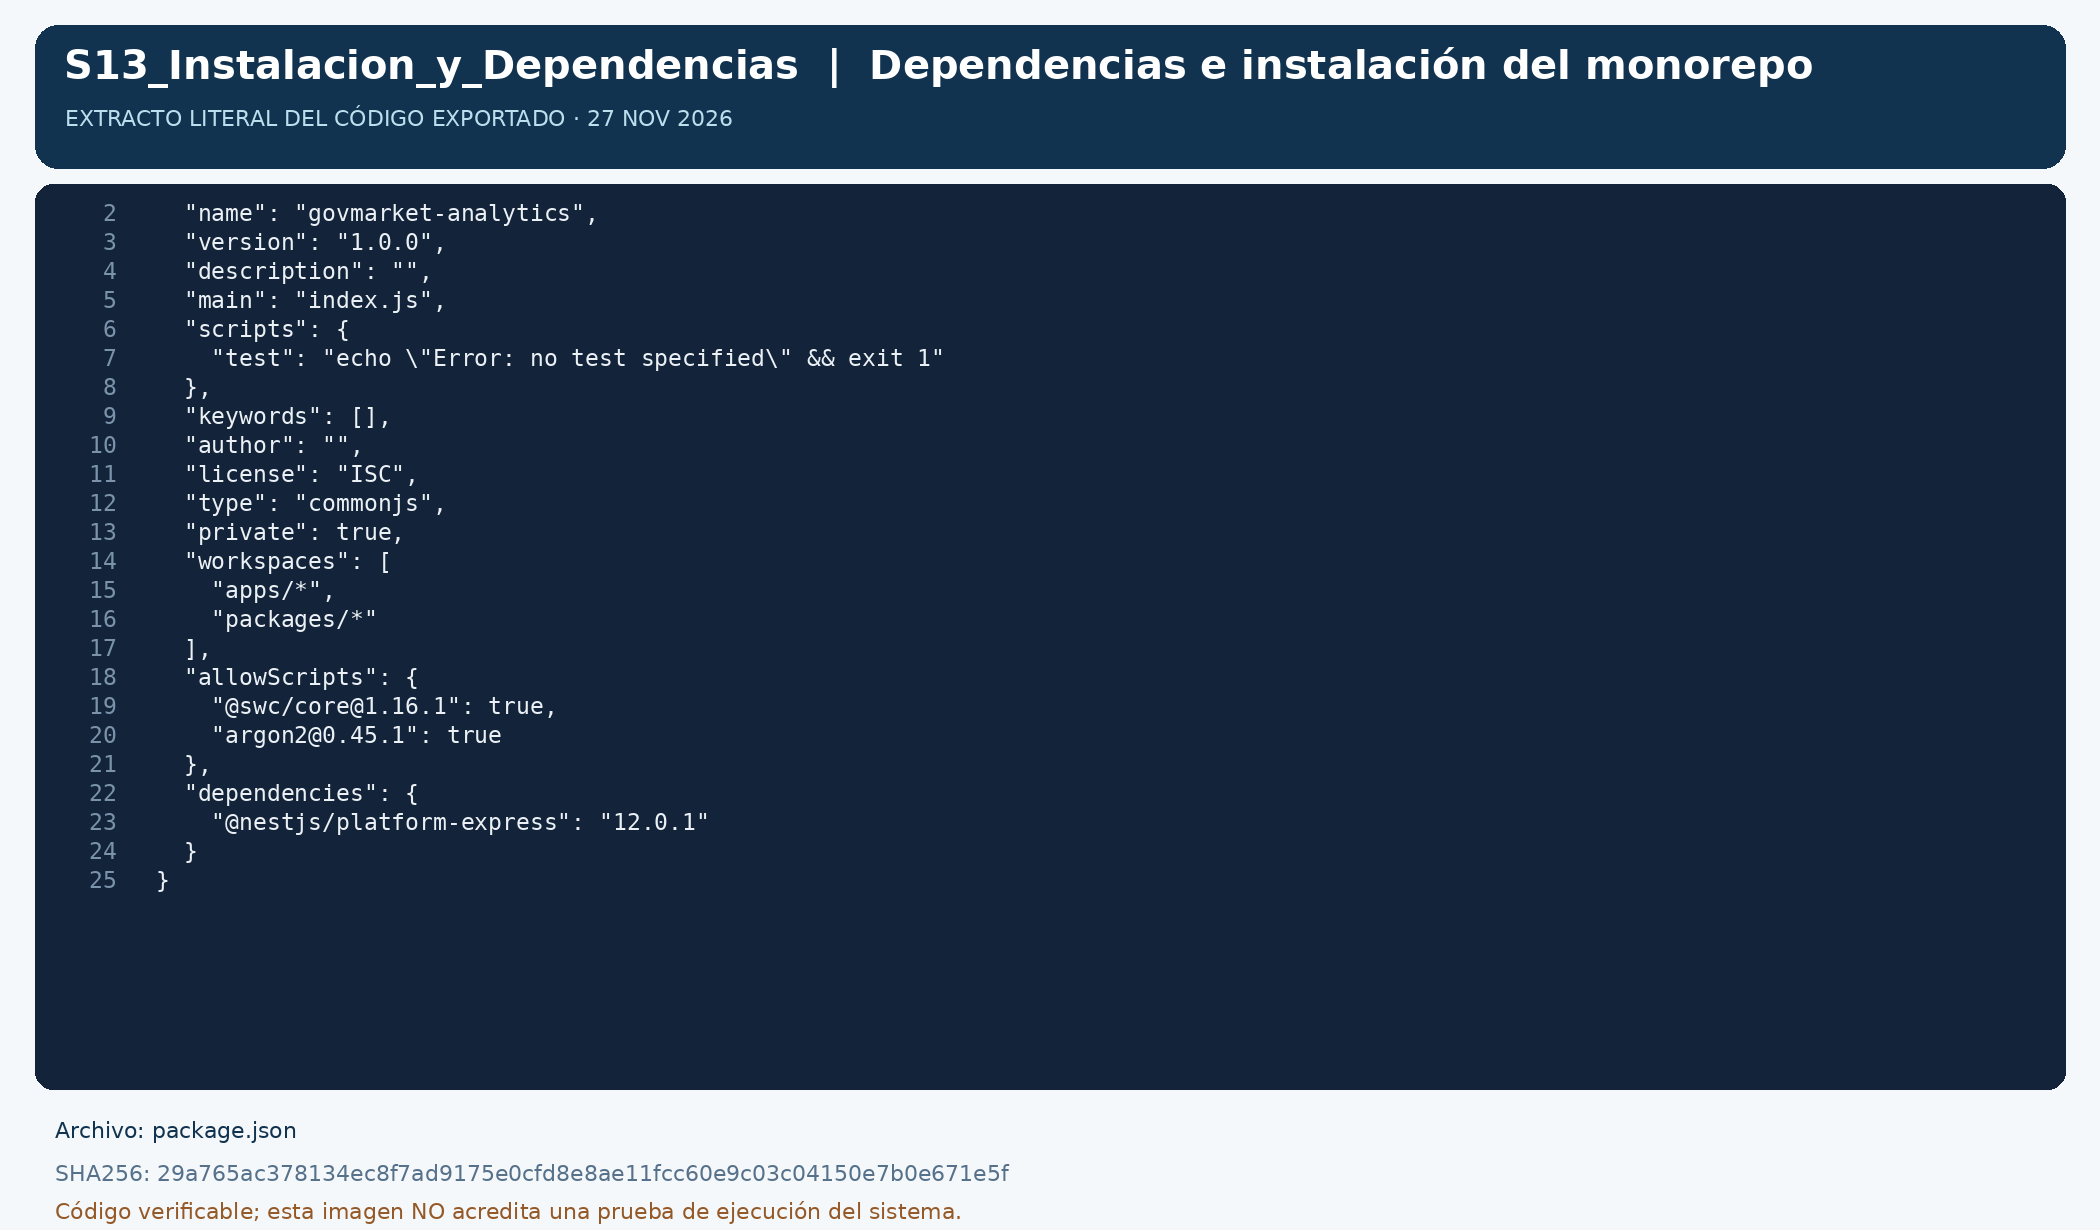 S13_Instalacion_y_Dependencias | Dependencias e instalación del monorepo
EXTRACTO LITERAL DEL CÓDIGO EXPORTADO · 27 NOV 2026
2 "name": "govmarket-analytics",
3 "version": "1.0.0",
4 "description": "",
5 "main": "index.js",
6 "scripts": {
7 "test": "echo \"Error: no test specified\" && exit 1"
8 },
9 "keywords": [],
10 "author": "",
11 "license": "ISC",
12 "type": "commonjs",
13 "private": true,
14 "workspaces": [
15 "apps/*",
16 "packages/*"
17 ],
18 "allowScripts": {
19 "@swc/core@1.16.1": true,
20 "argon2@0.45.1": true
21 },
22 "dependencies": {
23 "@nestjs/platform-express": "12.0.1"
24 }
25 }
Archivo: package.json
SHA256: 29a765ac378134ec8f7ad9175e0cfd8e8ae11fcc60e9c03c04150e7b0e671e5f
Código verificable; esta imagen NO acredita una prueba de ejecución del sistema.